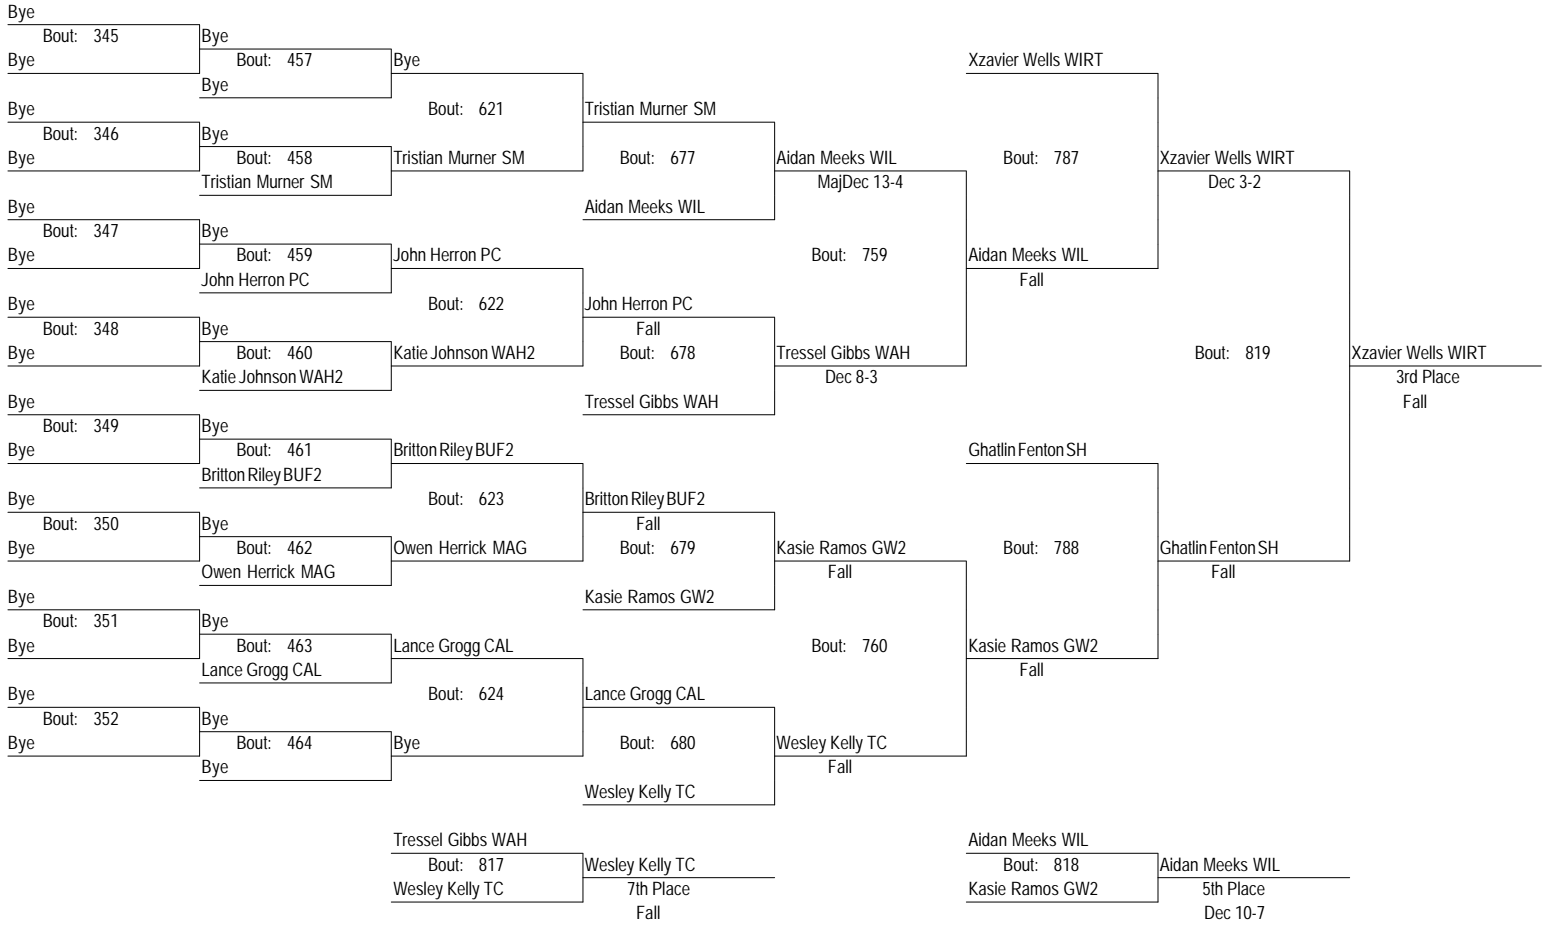 Bye
Bout: 345
Bye
Bye
Bout: 457
Bye
Bye
Bout: 346
Bye
Bye
Bout: 458
Tristian Murner SM
Bye
Bout: 347
Bye
Bye
Bout: 459
John Herron PC
Bye
Bout: 348
Bye
Bye
Bout: 460
Katie Johnson WAH2
Bye
Bout: 349
Bye
Bye
Bout: 461
Britton Riley BUF2
Bye
Bout: 350
Bye
Bye
Bout: 462
Owen Herrick MAG
Bye
Bout: 351
Bye
Bye
Bout: 463
Lance Grogg CAL
Bye
Bout: 352
Bye
Bye
Bout: 464
Bye
Bye
Bout: 621
Tristian Murner SM
John Herron PC
Bout: 622
Katie Johnson WAH2
Britton Riley BUF2
Bout: 623
Owen Herrick MAG
Lance Grogg CAL
Bout: 624
Bye
Tristian Murner SM
Bout: 677
Aidan Meeks WIL
John Herron PC
Fall
Bout: 678
Tressel Gibbs WAH
Britton Riley BUF2
Fall
Bout: 679
Kasie Ramos GW2
Lance Grogg CAL
Bout: 680
Wesley Kelly TC
Aidan Meeks WIL
MajDec 13-4
Bout: 759
Tressel Gibbs WAH
Dec 8-3
Kasie Ramos GW2
Fall
Bout: 760
Wesley Kelly TC
Fall
Xzavier Wells WIRT
Bout: 787
Aidan Meeks WIL
Fall
Ghatlin Fenton SH
Bout: 788
Kasie Ramos GW2
Fall
Xzavier Wells WIRT
Dec 3-2
Bout: 819
Ghatlin Fenton SH
Fall
Xzavier Wells WIRT
3rd Place
Fall
Tressel Gibbs WAH
Bout: 817
Wesley Kelly TC
Wesley Kelly TC
7th Place
Fall
Aidan Meeks WIL
Bout: 818
Kasie Ramos GW2
Aidan Meeks WIL
5th Place
Dec 10-7